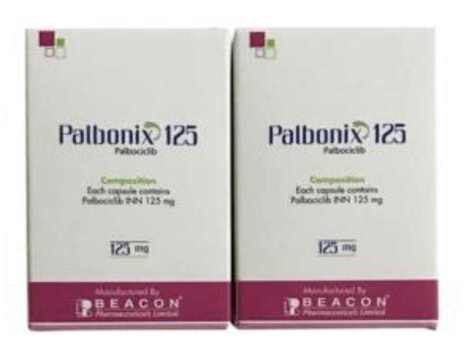 Palbonix 125
Palbociclib
Composition
Each capsule contains
Palbociclib INN 125 mg
125 mg
Manufactured By
BEACON
Pharmaceuticals Limited
Palbonix 125
Palbociclib
Composition
Each capsule contains
Palbociclib INN 125 mg
125 mg
Manufactured By
BEACON
Pharmaceuticals Limited